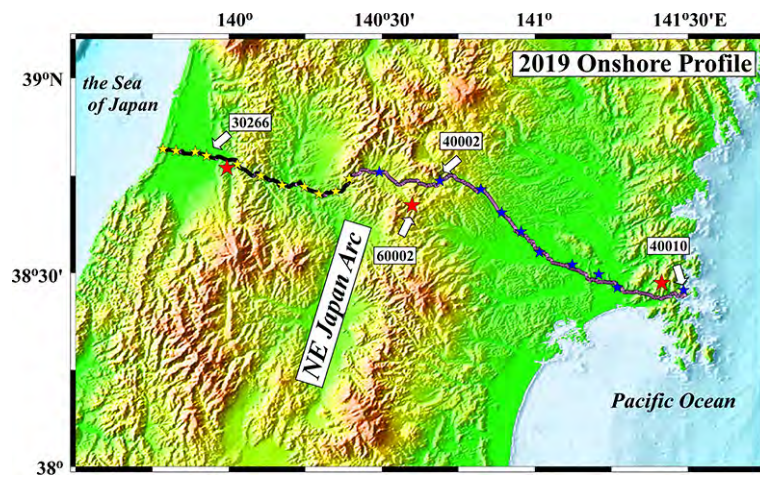 140º
140º30'
141º
141º30'E
39ºN
2019 Onshore Profile
the Sea
of Japan
30266
40002
60002
40010
38º30'
NE Japan Arc
Pacific Ocean
38º